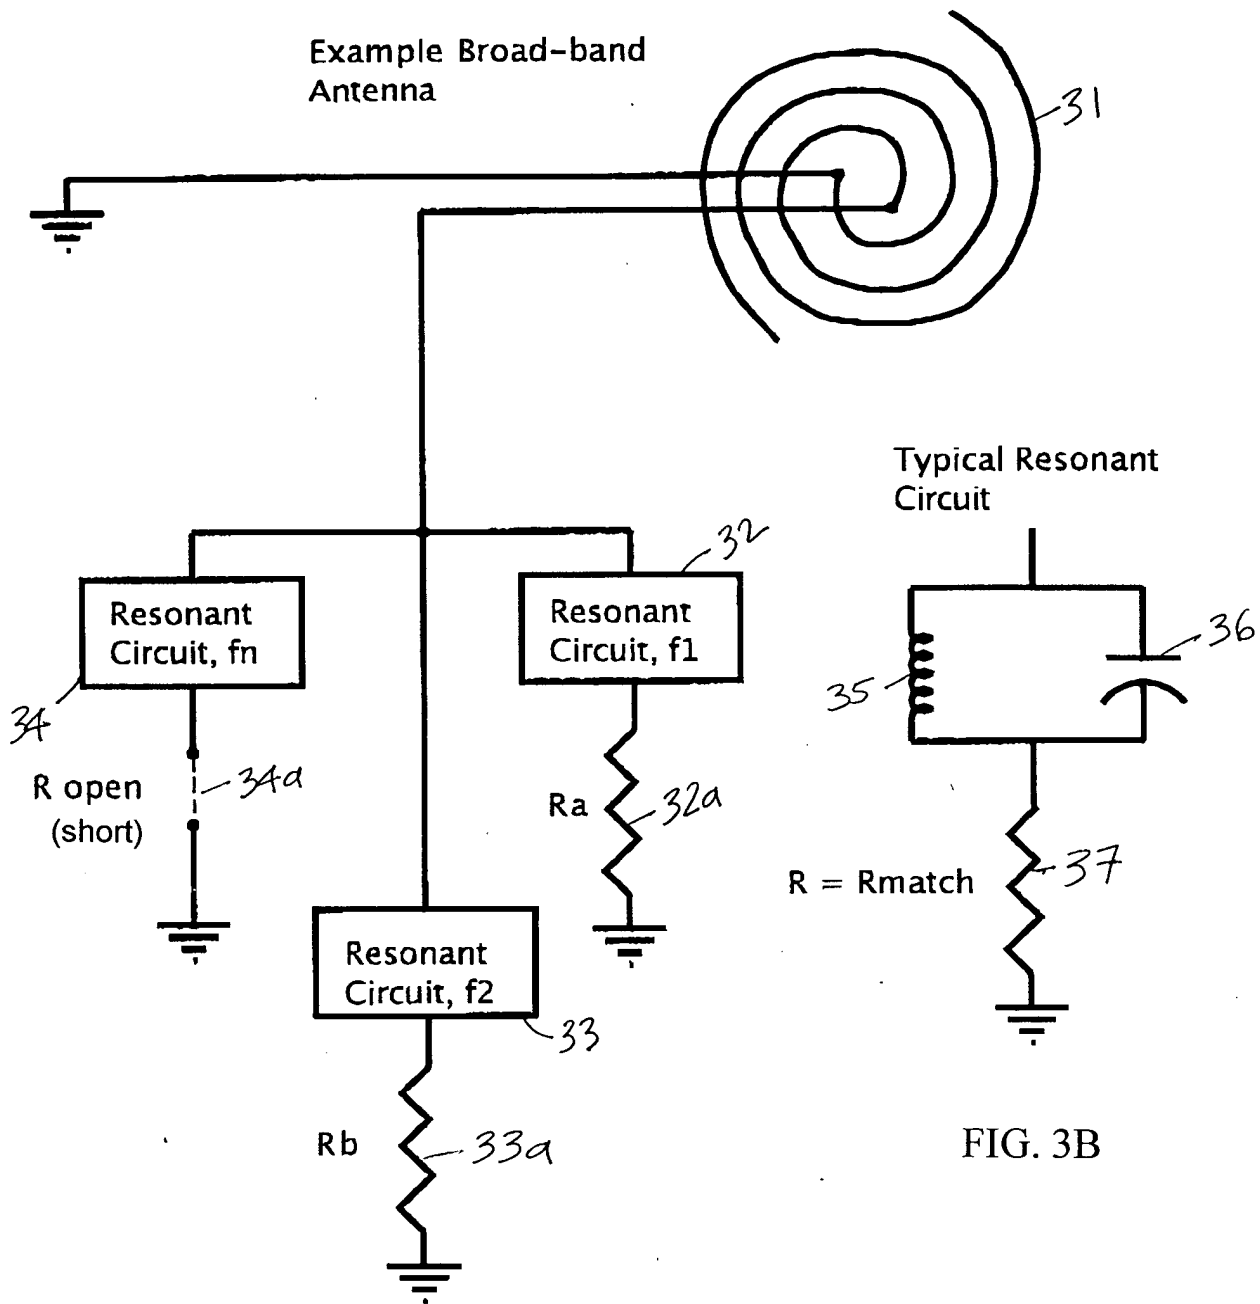 Example Broad-band
Antenna
31
Typical Resonant
Circuit
32
Resonant
Circuit, fn
Resonant
Circuit, f1
36
35
34
R open
(short)
34a
Ra
32a
R = Rmatch
37
Resonant
Circuit, f2
33
Rb
33a
FIG. 3B